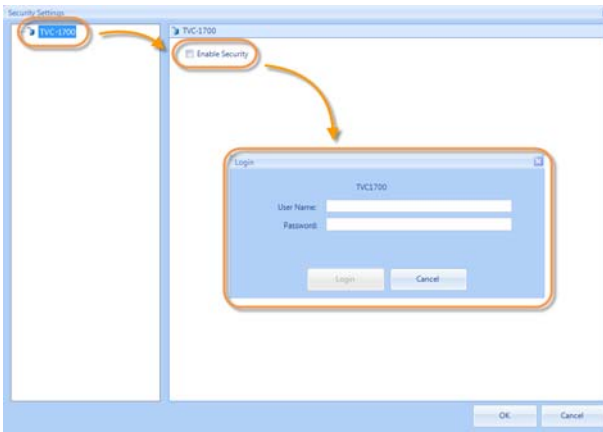 Security Settings
TVC-1700
TVC-1700
Enable Security
Login
TVC1700
User Name:
Password:
Login
Cancel
OK
Cancel